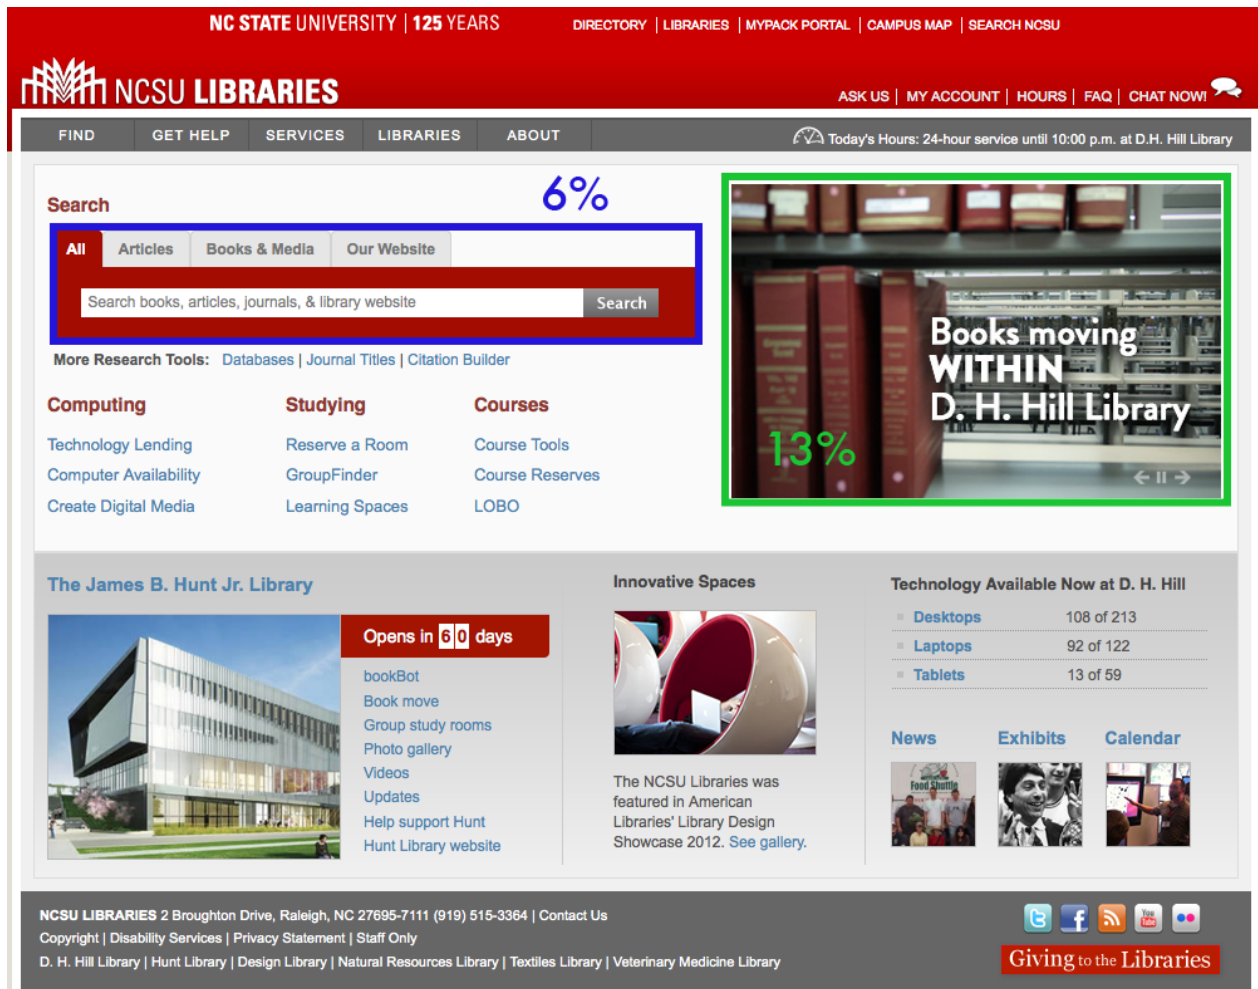 NC STATE UNIVERSITY | 125 YEARS
DIRECTORY | LIBRARIES | MYPACK PORTAL | CAMPUS MAP | SEARCH NCSU
NCSU LIBRARIES
ASK US | MY ACCOUNT | HOURS | FAQ | CHAT NOW!
FIND GET HELP SERVICES LIBRARIES ABOUT
Today's Hours: 24-hour service until 10:00 p.m. at D.H. Hill Library
6%
Search
All Articles Books & Media Our Website
Search books, articles, journals, & library website Search
More Research Tools: Databases | Journal Titles | Citation Builder
Computing
Technology Lending
Computer Availability
Create Digital Media
Studying
Reserve a Room
GroupFinder
Learning Spaces
Courses
Course Tools
Course Reserves
LOBO
Books moving
WITHIN
D. H. Hill Library
13%
The James B. Hunt Jr. Library
Opens in 60 days
bookBot
Book move
Group study rooms
Photo gallery
Videos
Updates
Help support Hunt
Hunt Library website
Innovative Spaces
The NCSU Libraries was
featured in American
Libraries' Library Design
Showcase 2012. See gallery.
Technology Available Now at D. H. Hill
Desktops 108 of 213
Laptops 92 of 122
Tablets 13 of 59
News Exhibits Calendar
Food Shuttle
NCSU LIBRARIES 2 Broughton Drive, Raleigh, NC 27695-7111 (919) 515-3364 | Contact Us
Copyright | Disability Services | Privacy Statement | Staff Only
D. H. Hill Library | Hunt Library | Design Library | Natural Resources Library | Textiles Library | Veterinary Medicine Library
You Tube
Giving to the Libraries